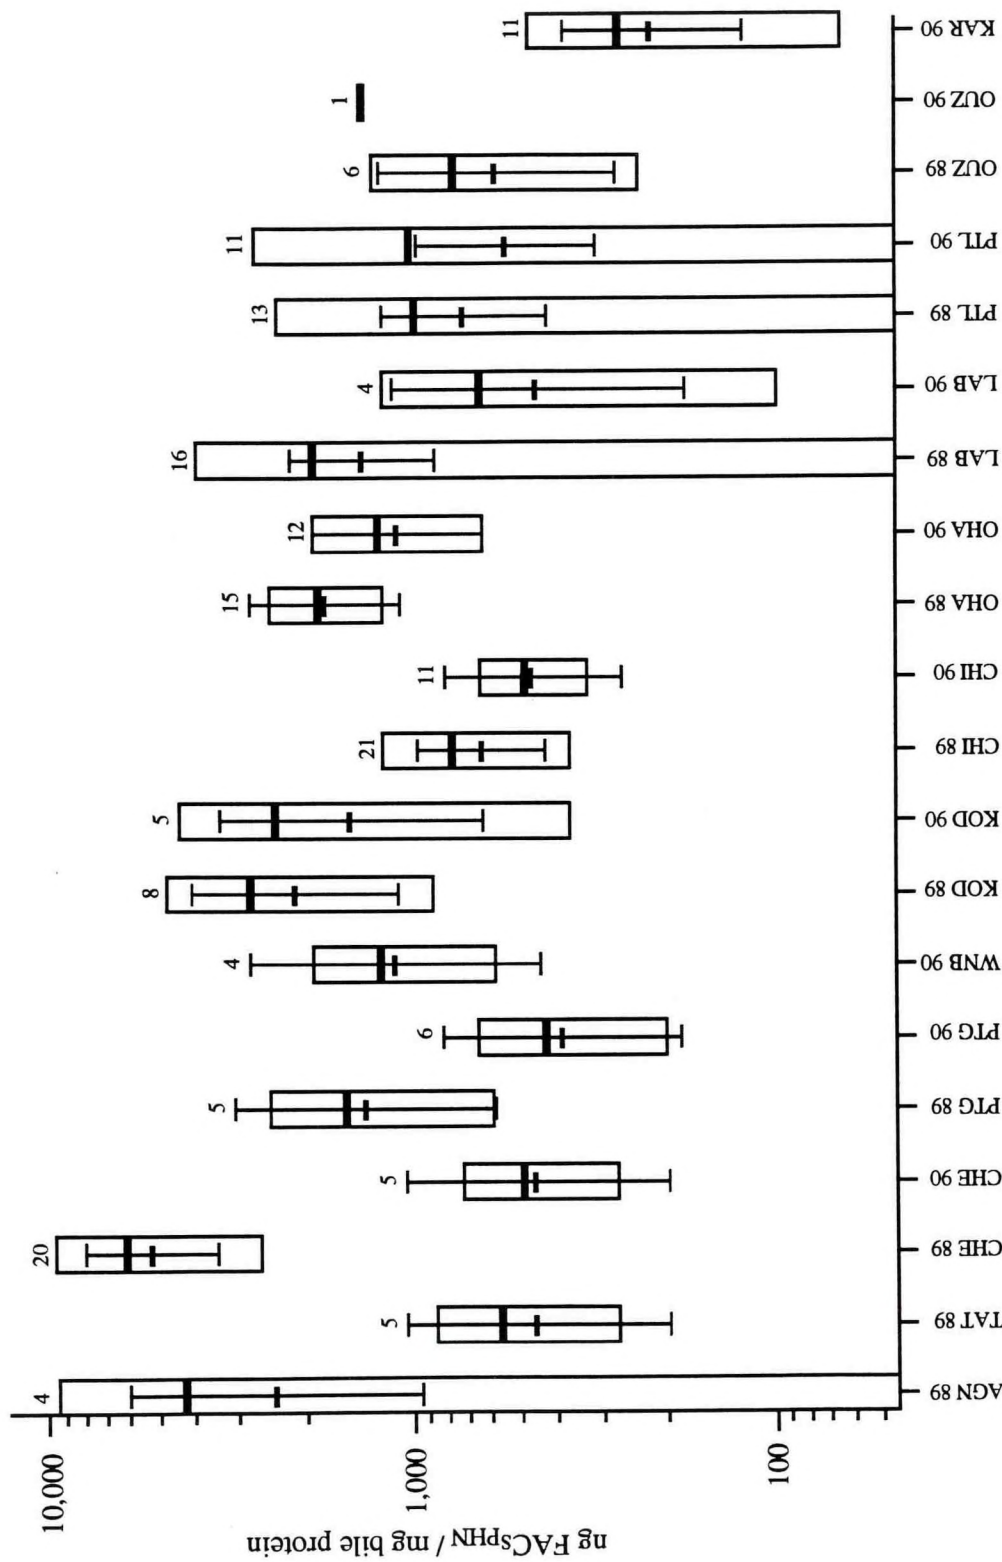 ng FACsPHN / mg bile protein
10,000
1,000
100
4
5
20
5
5
6
4
8
5
21
11
15
12
16
4
13
11
6
1
11
AGN 89
TAT 89
CHE 89
CHE 90
PTG 89
PTG 90
WNB 90
KOD 89
KOD 90
CHI 89
CHI 90
OHA 89
OHA 90
LAB 89
LAB 90
PTL 89
PTL 90
OUZ 89
OUZ 90
KAR 90